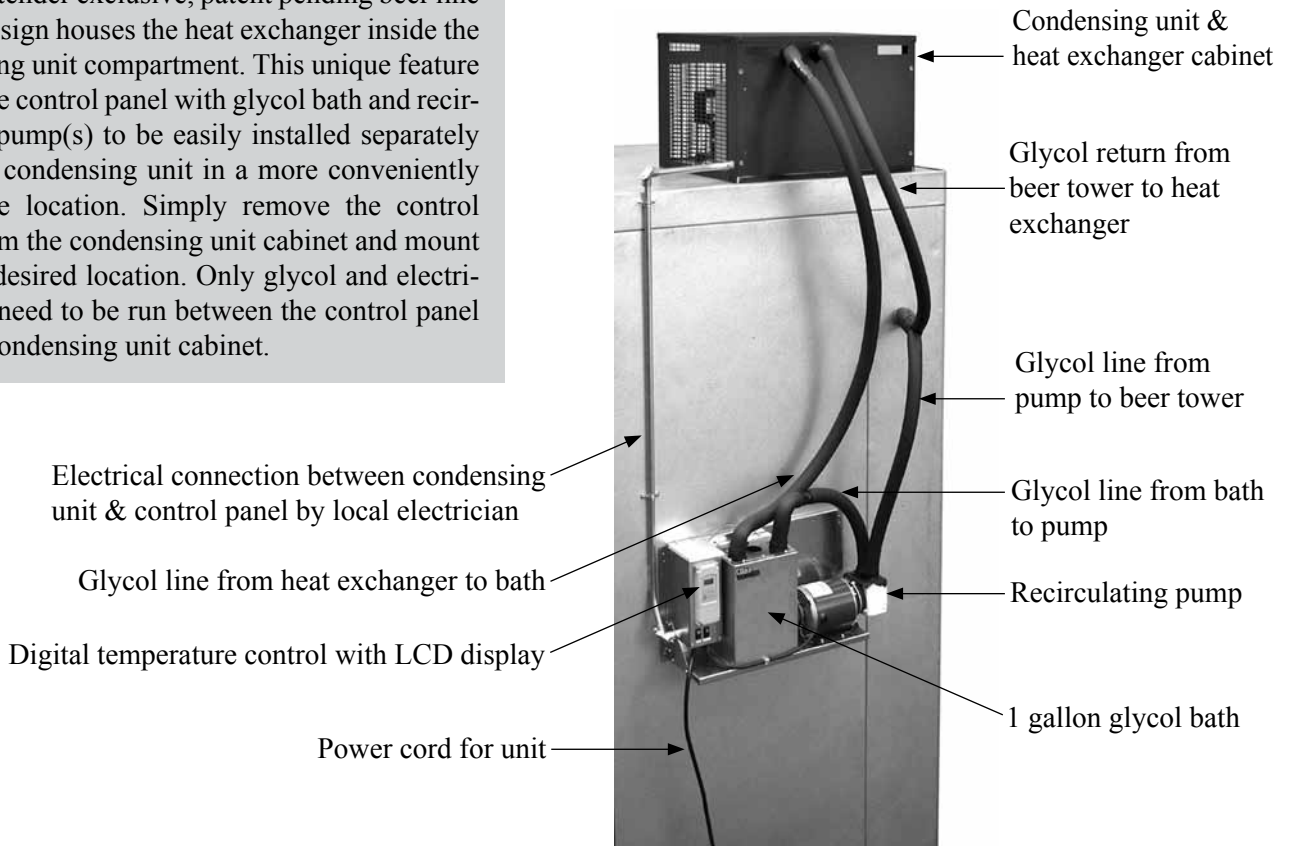 tender exclusive, patent pending beer line
sign houses the heat exchanger inside the
ng unit compartment. This unique feature
e control panel with glycol bath and recir-
pump(s) to be easily installed separately
condensing unit in a more conveniently
e location. Simply remove the control
m the condensing unit cabinet and mount
desired location. Only glycol and electri-
need to be run between the control panel
ondensing unit cabinet.
Condensing unit &
heat exchanger cabinet
Glycol return from
beer tower to heat
exchanger
Glycol line from
pump to beer tower
Electrical connection between condensing
unit & control panel by local electrician
Glycol line from bath
to pump
Glycol line from heat exchanger to bath
Recirculating pump
Digital temperature control with LCD display
1 gallon glycol bath
Power cord for unit